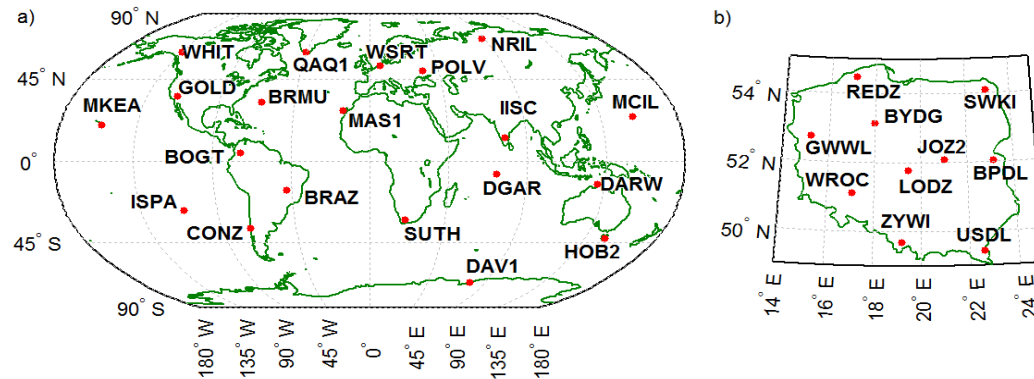 a)
90° N
WHIT
QAQ1
WSRT
NRIL
POLV
45° N
GOLD
BRMU
MKEA
MAS1
IISC
MCIL
0°
BOGT
DGAR
DARW
ISPA
BRAZ
CONZ
SUTH
45° S
HOB2
DAV1
90° S
180° W
135° W
90° W
45° W
0°
45° E
90° E
135° E
180° E
b)
54° N
REDZ
SWKI
BYDG
GWWL
JOZ2
52° N
BPDL
WROC
LODZ
ZYWI
USDL
50° N
14° E
16° E
18° E
20° E
22° E
24° E